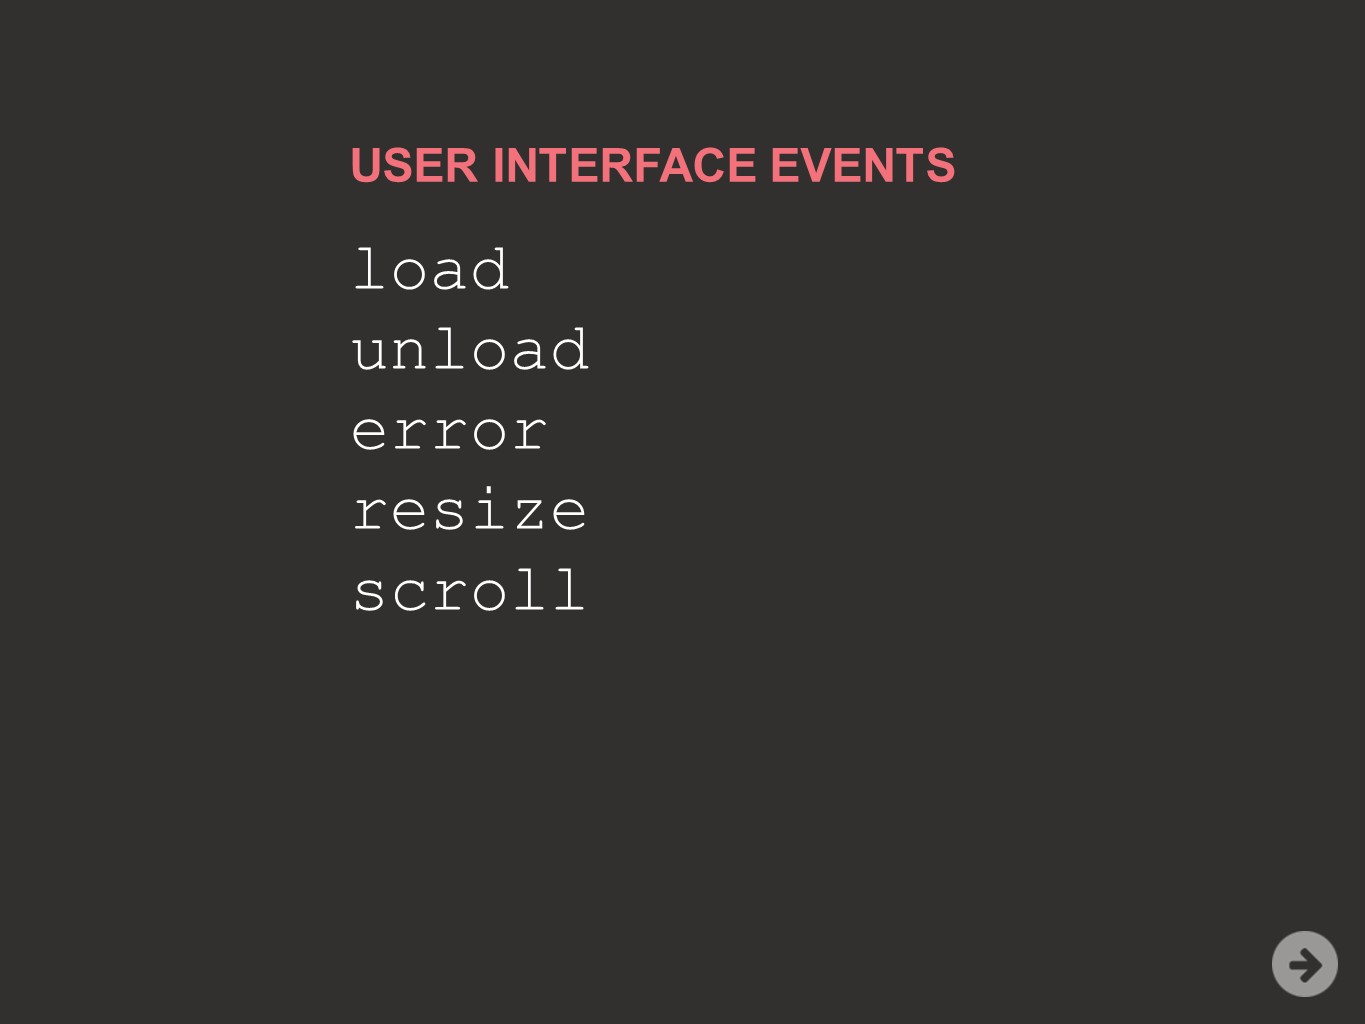 USER INTERFACE EVENTS
load
unload
error
resize
scroll